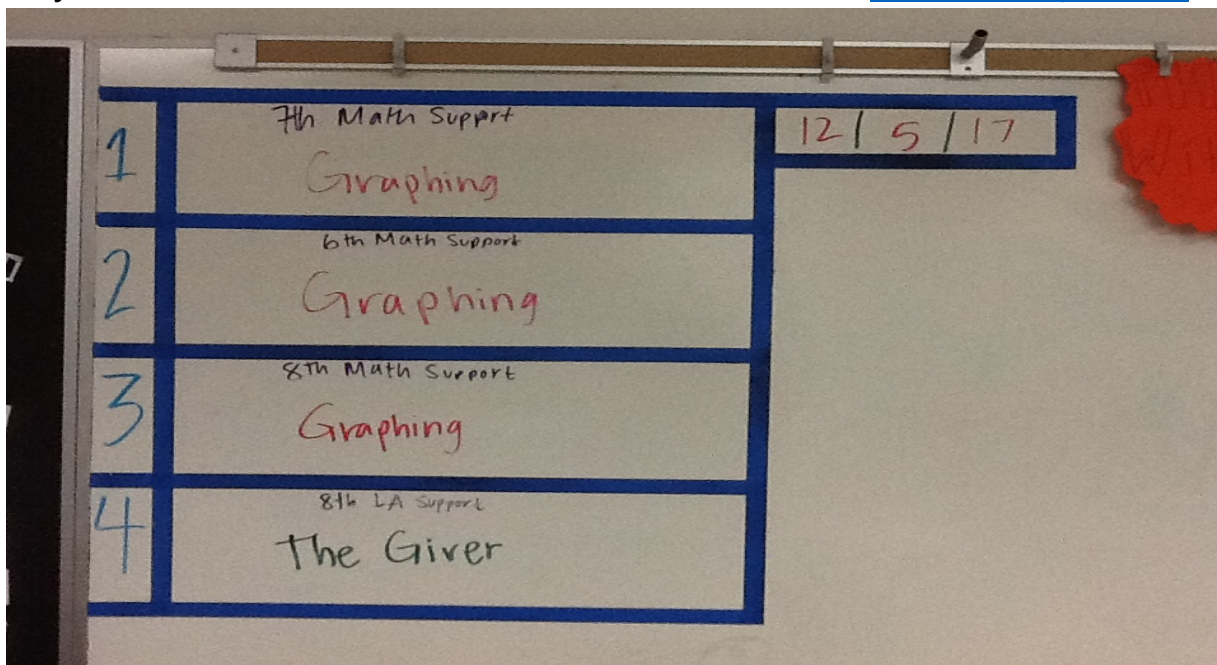 1
7th Math Support
Graphing
12/5/17
2
6th Math Support
Graphing
3
8th Math Support
Graphing
4
8th LA Support
The Giver